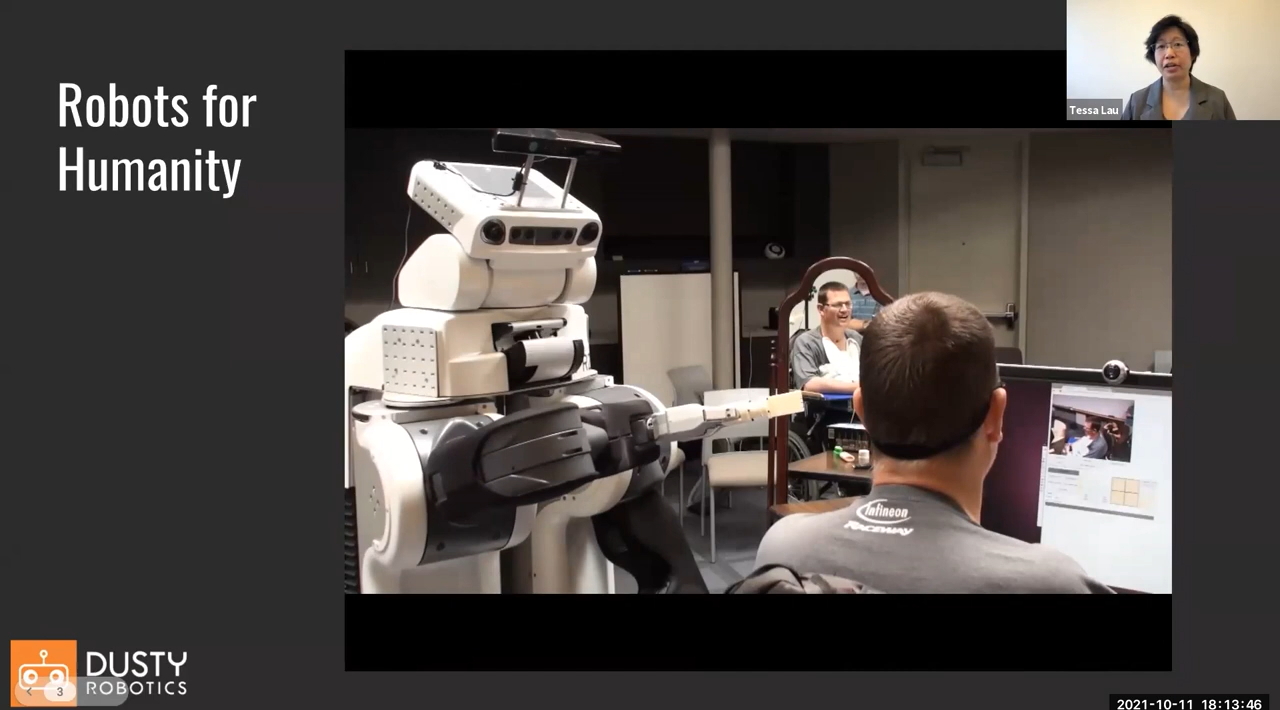 Robots for
Humanity
Tessa Lau
Infineon
RACEWAY
DUSTY
ROBOTICS
3
2021-10-11 18:13:46